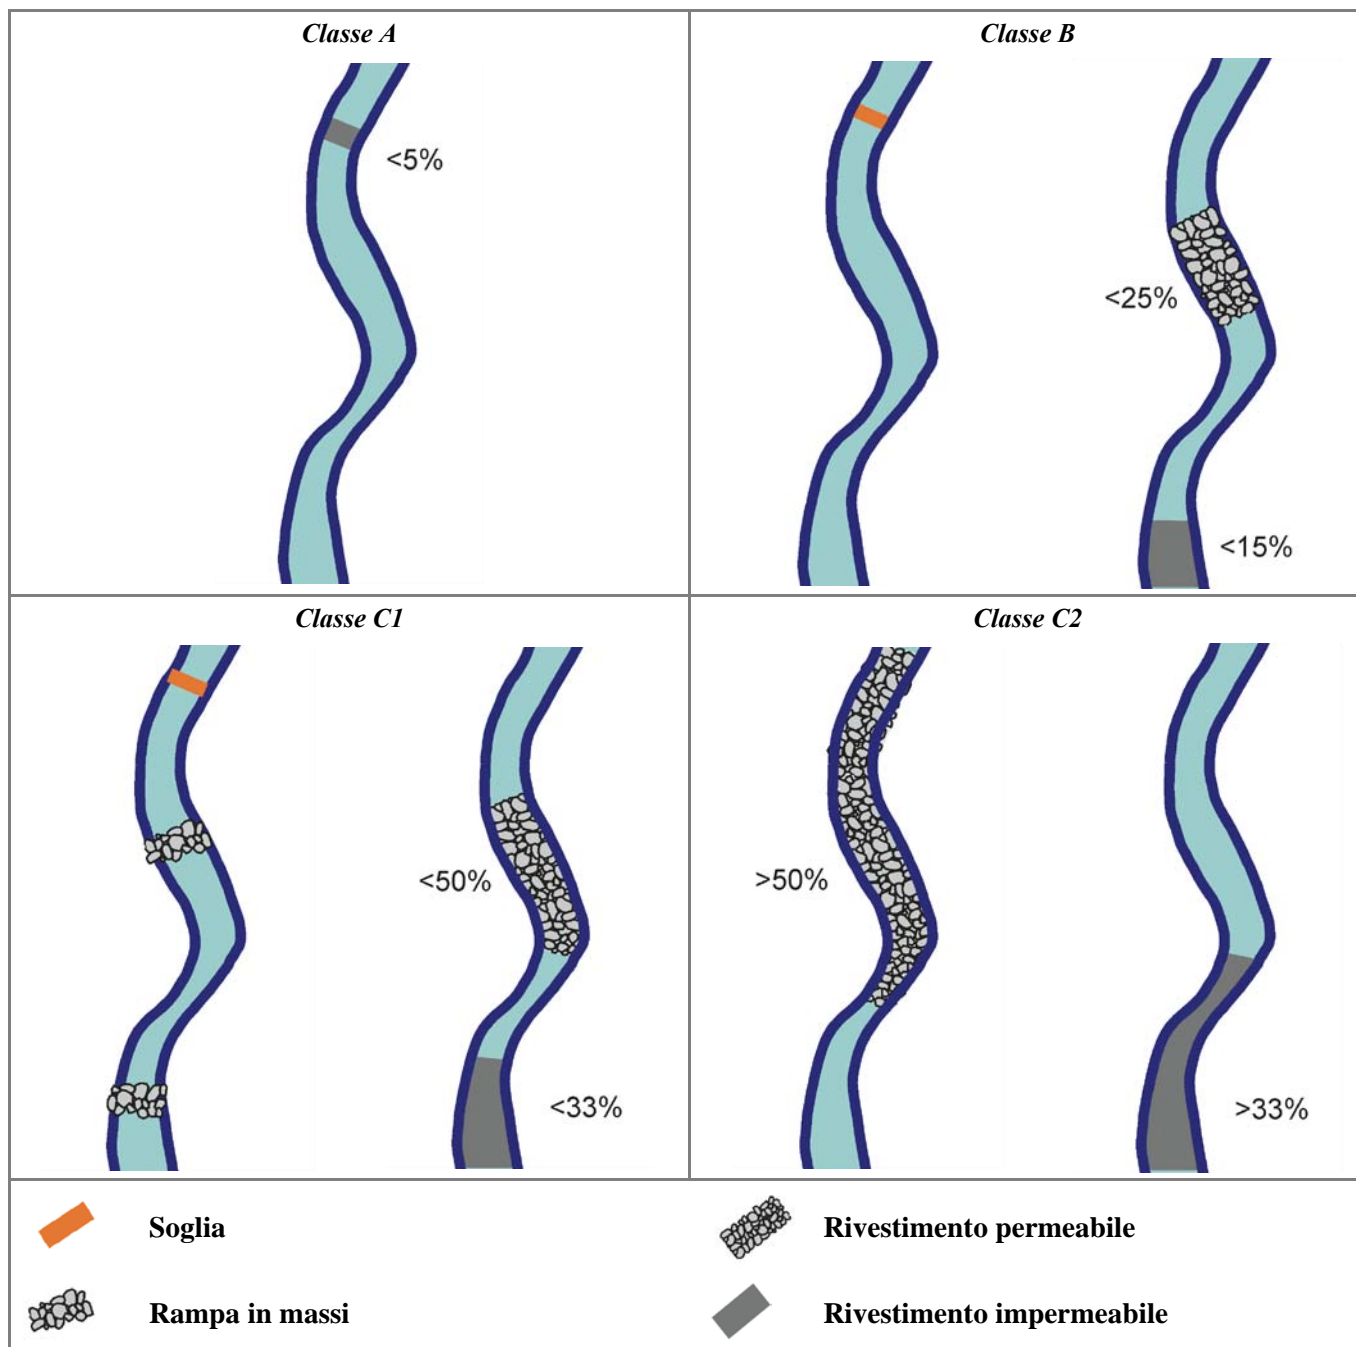 Classe A
<5%
Classe B
<25%
<15%
Classe C1
<50%
<33%
Classe C2
>50%
>33%
Soglia
Rivestimento permeabile
Rampa in massi
Rivestimento impermeabile